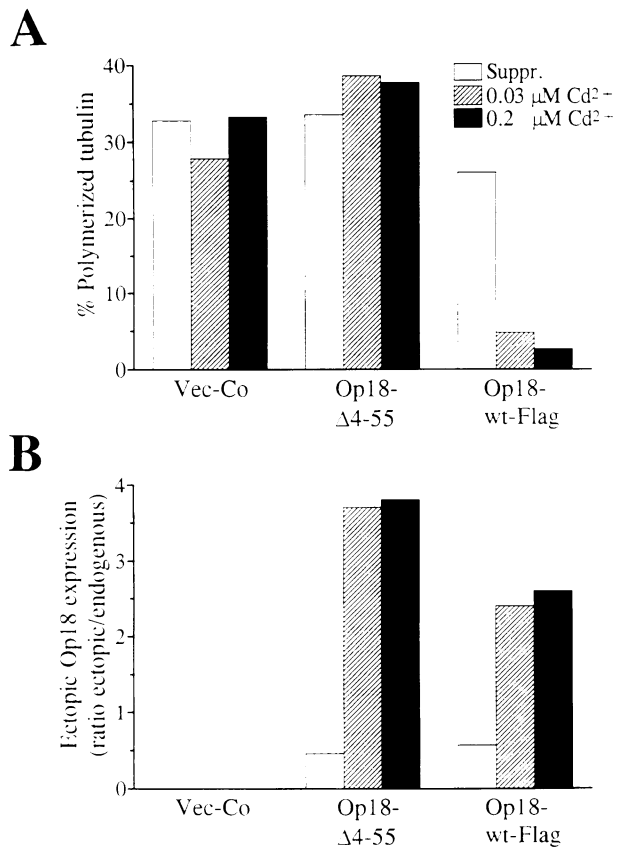 A
% Polymerized tubulin
40
30
20
10
0
Suppr.
0.03 µM Cd2+
0.2 µM Cd2+
Vec-Co
Op18-
Δ4-55
Op18-
wt-Flag
B
Ectopic Op18 expression
(ratio ectopic/endogenous)
4
3
2
1
0
Vec-Co
Op18-
Δ4-55
Op18-
wt-Flag